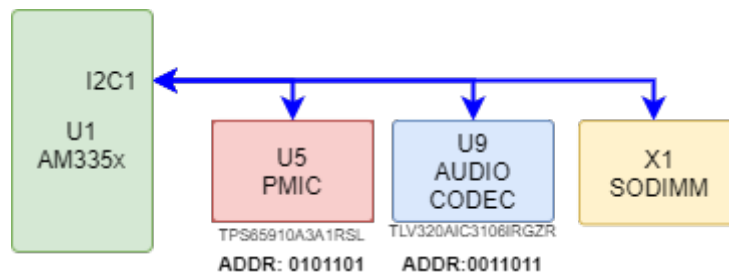 I2C1
U1
AM335x
U5
PMIC
TPS65910A3A1RSL
ADDR: 0101101
U9
AUDIO
CODEC
TLV320AIC3106IRGZR
ADDR:0011011
X1
SODIMM